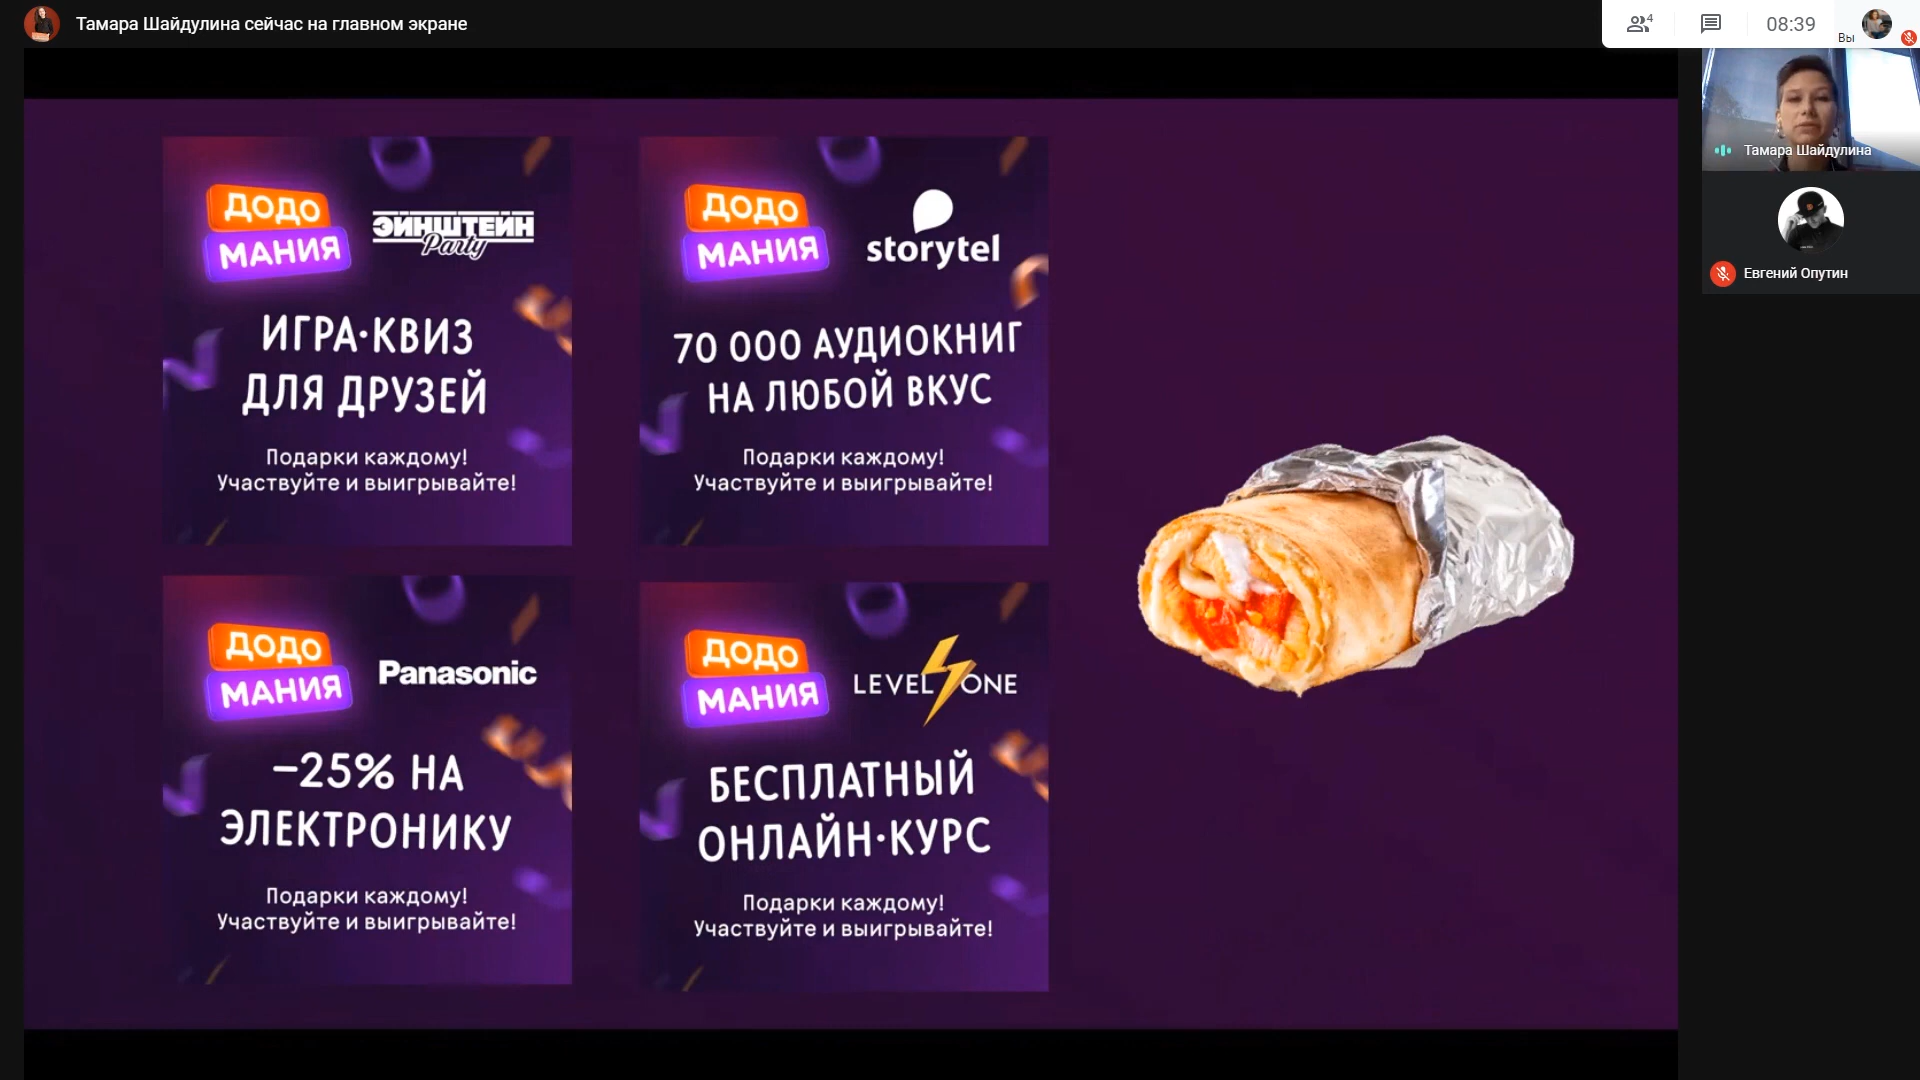 Тамара Шайдулина сейчас на главном экране
4
08:39
Вы
Тамара Шайдулина
Евгений Опутин
ДОДО
МАНИЯ
ЭЙНШТЕЙН
Party
ИГРА·КВИЗ
ДЛЯ ДРУЗЕЙ
Подарки каждому!
Участвуйте и выигрывайте!
ДОДО
МАНИЯ
storytel
70 000 АУДИОКНИГ
НА ЛЮБОЙ ВКУС
Подарки каждому!
Участвуйте и выигрывайте!
ДОДО
МАНИЯ
Panasonic
–25% НА
ЭЛЕКТРОНИКУ
Подарки каждому!
Участвуйте и выигрывайте!
ДОДО
МАНИЯ
LEVEL ONE
БЕСПЛАТНЫЙ
ОНЛАЙН·КУРС
Подарки каждому!
Участвуйте и выигрывайте!